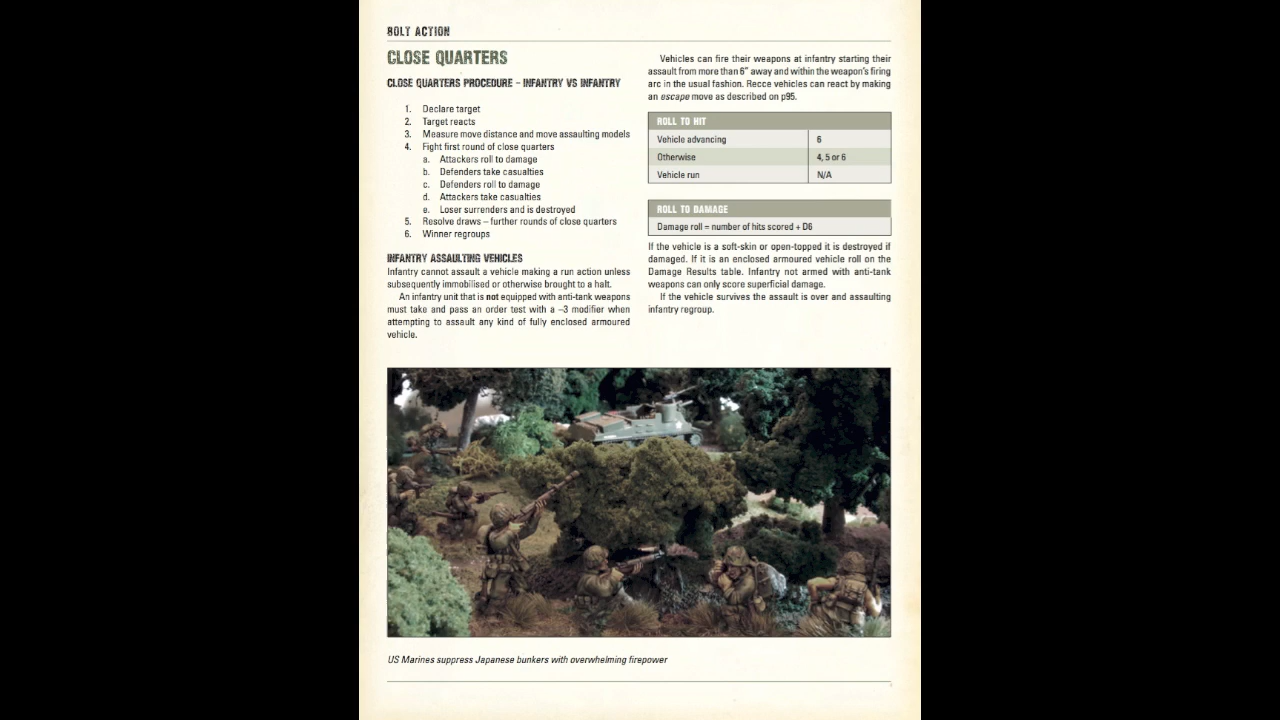 BOLT ACTION
CLOSE QUARTERS
CLOSE QUARTERS PROCEDURE – INFANTRY VS INFANTRY
1. Declare target
2. Target reacts
3. Measure move distance and move assaulting models
4. Fight first round of close quarters
a. Attackers roll to damage
b. Defenders take casualties
c. Defenders roll to damage
d. Attackers take casualties
e. Loser surrenders and is destroyed
5. Resolve draws – further rounds of close quarters
6. Winner regroups
INFANTRY ASSAULTING VEHICLES
Infantry cannot assault a vehicle making a run action unless
subsequently immobilised or otherwise brought to a halt.
An infantry unit that is not equipped with anti-tank weapons
must take and pass an order test with a –3 modifier when
attempting to assault any kind of fully enclosed armoured
vehicle.
Vehicles can fire their weapons at infantry starting their
assault from more than 6" away and within the weapon's firing
arc in the usual fashion. Recce vehicles can react by making
an escape move as described on p95.
ROLL TO HIT
Vehicle advancing 6
Otherwise 4, 5 or 6
Vehicle run N/A
ROLL TO DAMAGE
Damage roll = number of hits scored + D6
If the vehicle is a soft-skin or open-topped it is destroyed if
damaged. If it is an enclosed armoured vehicle roll on the
Damage Results table. Infantry not armed with anti-tank
weapons can only score superficial damage.
If the vehicle survives the assault is over and assaulting
infantry regroup.
US Marines suppress Japanese bunkers with overwhelming firepower